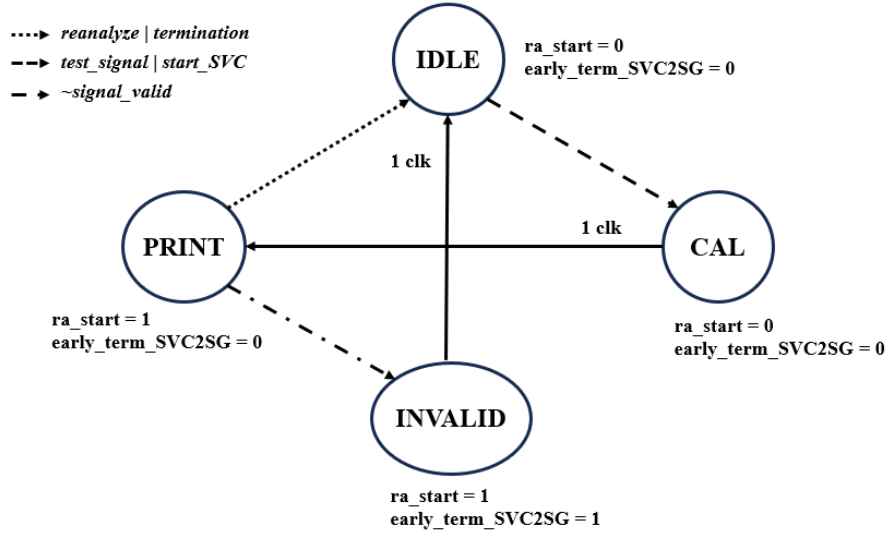 reanalyze | termination
test_signal | start_SVC
~signal_valid
IDLE
ra_start = 0
early_term_SVC2SG = 0
1 clk
1 clk
PRINT
CAL
ra_start = 1
early_term_SVC2SG = 0
ra_start = 0
early_term_SVC2SG = 0
INVALID
ra_start = 1
early_term_SVC2SG = 1